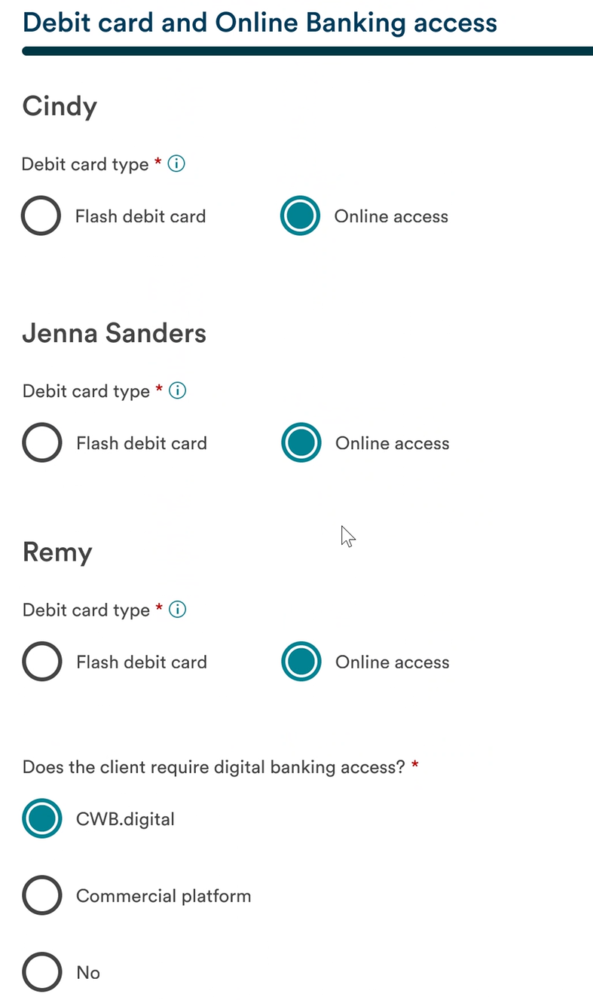 Debit card and Online Banking access
Cindy
Debit card type *
Flash debit card Online access
Jenna Sanders
Debit card type *
Flash debit card Online access
Remy
Debit card type *
Flash debit card Online access
Does the client require digital banking access? *
CWB.digital
Commercial platform
No